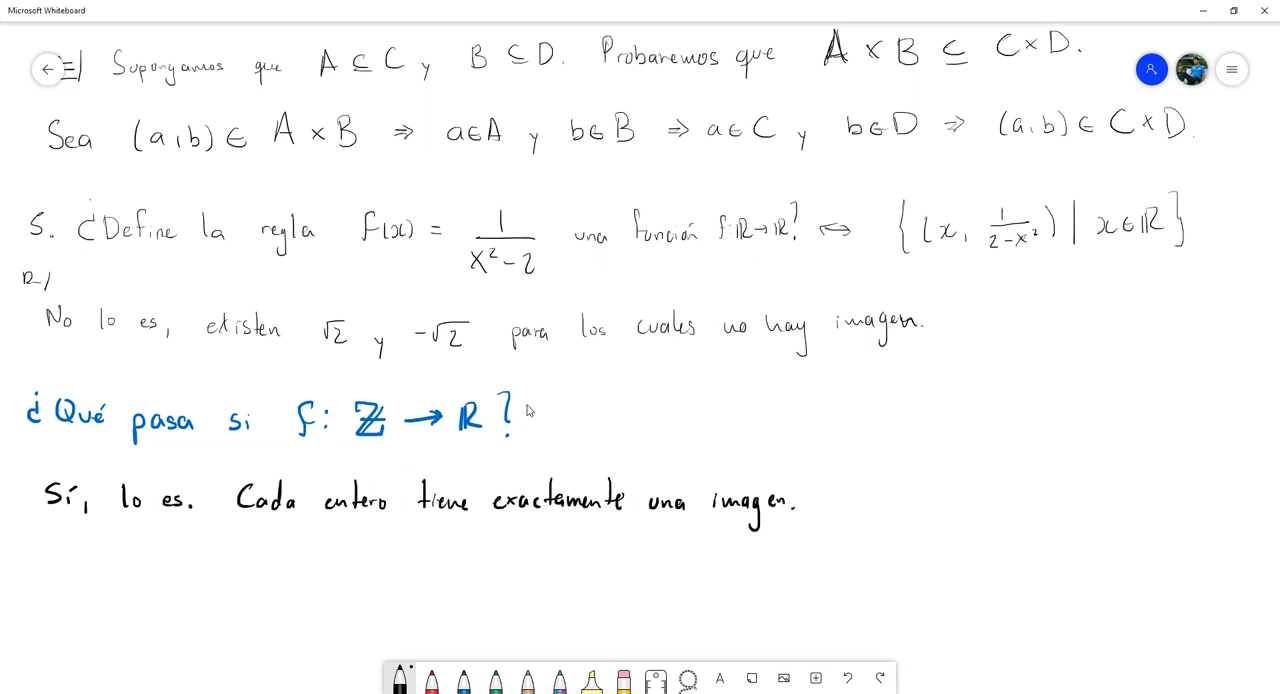 Microsoft Whiteboard
⇐] Supongamos que A ⊆ C y B ⊆ D. Probaremos que A × B ⊆ C × D.
Sea (a,b) ∈ A × B ⇒ a ∈ A y b ∈ B ⇒ a ∈ C y b ∈ D ⇒ (a,b) ∈ C × D.
5. ¿Define la regla f(x) = 1/(x² - 2) una función f: ℝ → ℝ? ⇔ {(x, 1/(2-x²)) | x ∈ ℝ}
R/
No lo es, existen √2 y -√2 para los cuales no hay imagen.
¿Qué pasa si f: ℤ → ℝ?
Sí, lo es. Cada entero tiene exactamente una imagen.
A